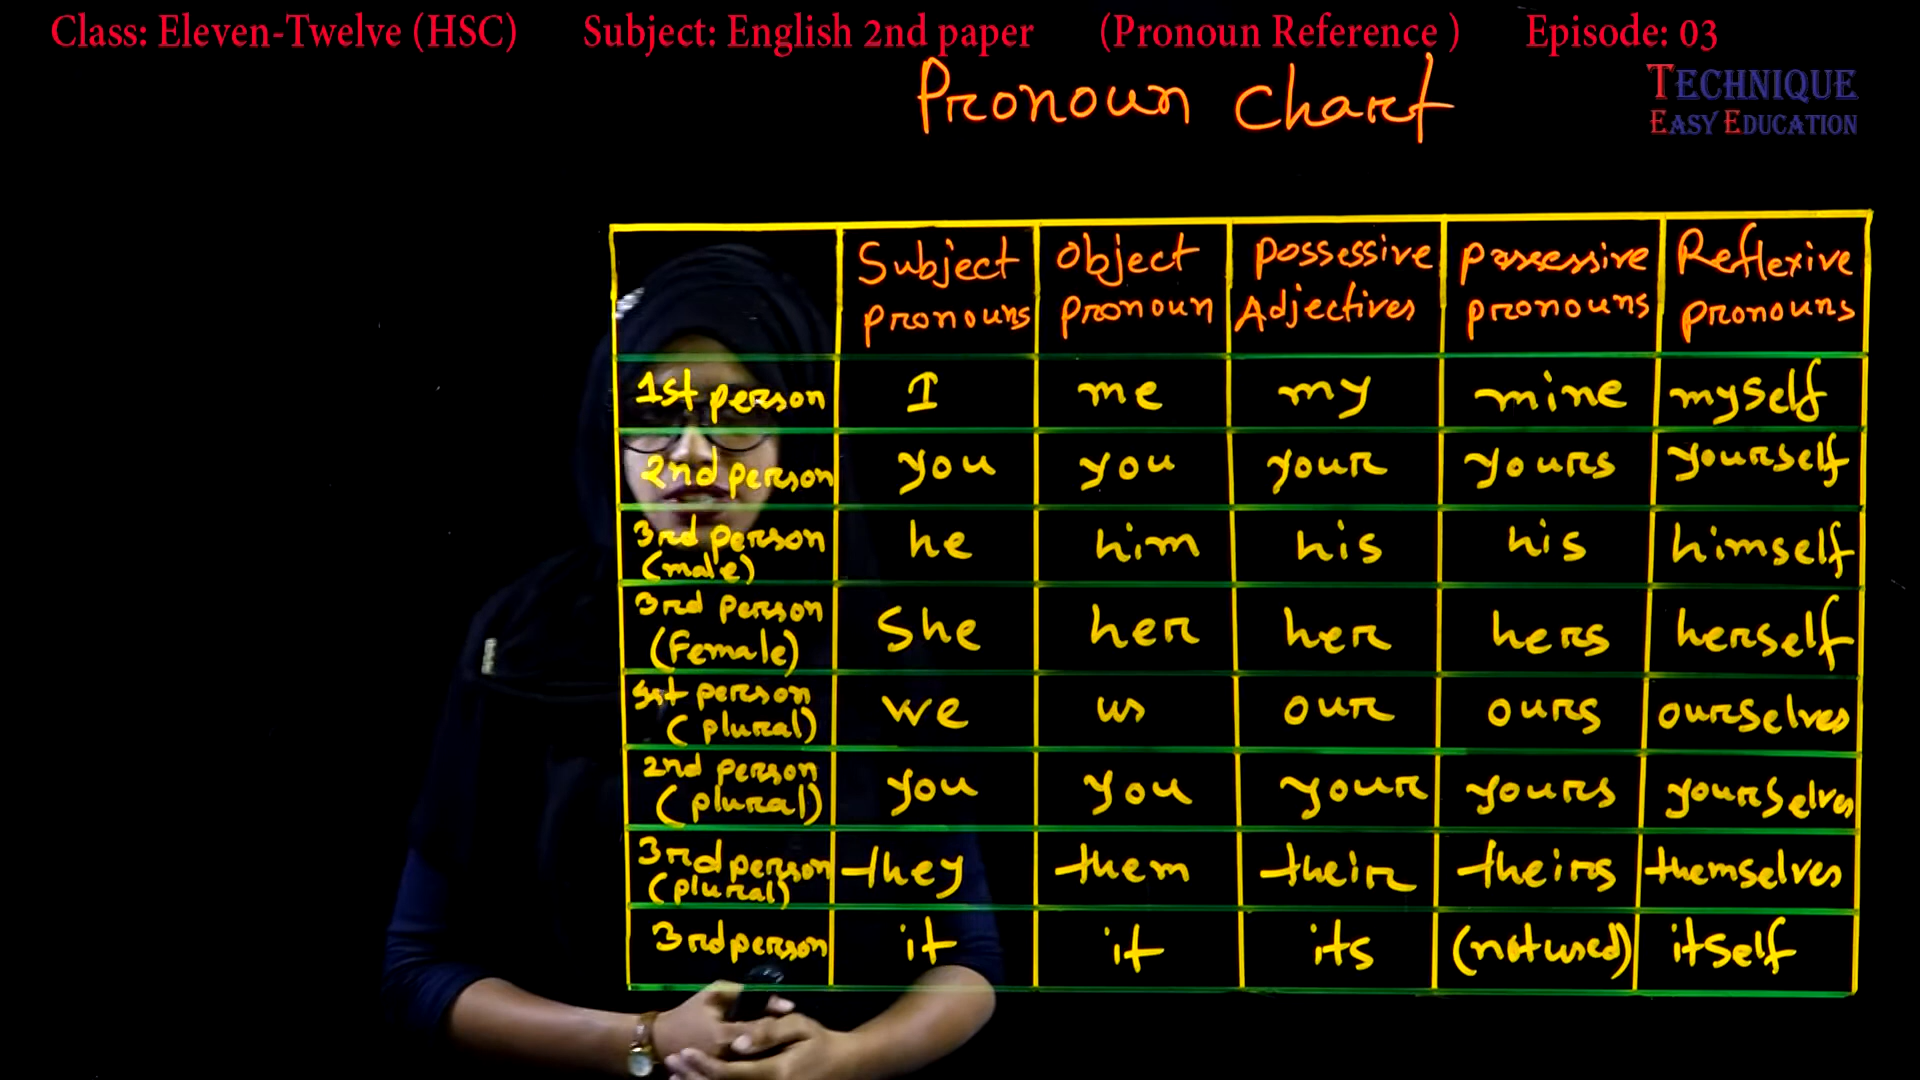 Class: Eleven-Twelve (HSC) Subject: English 2nd paper (Pronoun Reference ) Episode: 03
TECHNIQUE
EASY EDUCATION
Pronoun Chart
Subject pronouns Object pronoun possessive Adjectives possessive pronouns Reflexive pronouns
1st person I me my mine myself
2nd person you you your yours yourself
3rd person (male) he him his his himself
3rd person (Female) She her her hers herself
1st person (plural) we us our ours ourselves
2nd person (plural) you you your yours yourselves
3rd person (plural) they them their theirs themselves
3rd person it it its (not used) itself